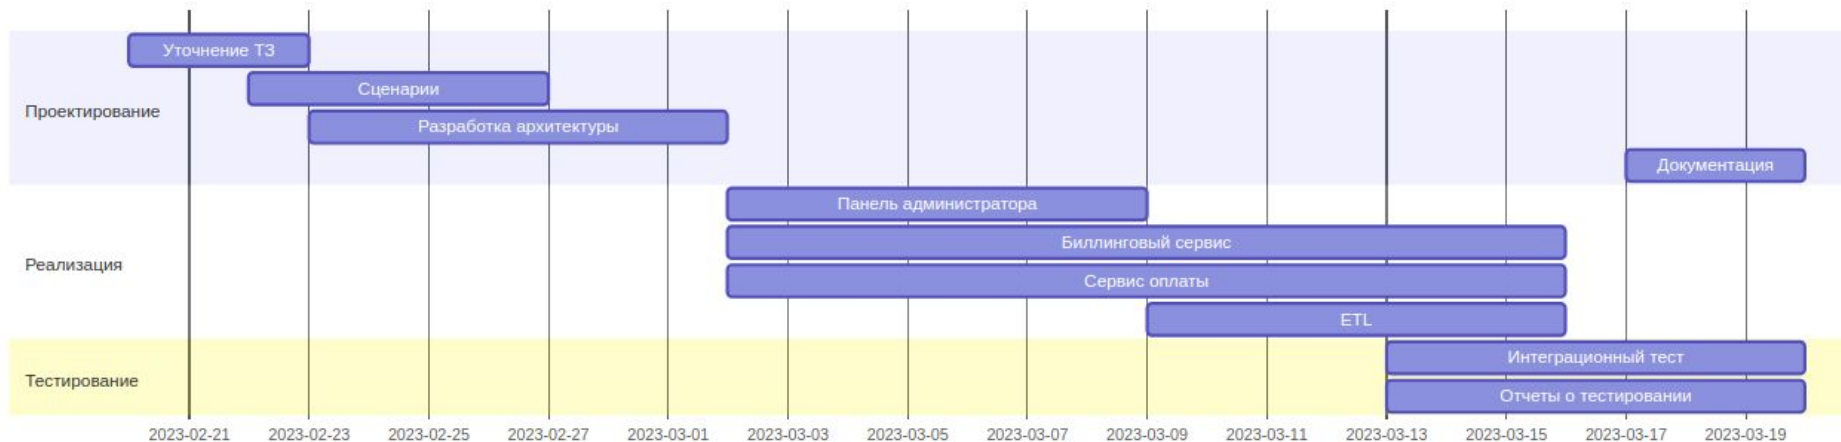 Уточнение ТЗ
Сценарии
Проектирование
Разработка архитектуры
Документация
Панель администратора
Биллинговый сервис
Реализация
Сервис оплаты
ETL
Интеграционный тест
Тестирование
Отчеты о тестировании
2023-02-21 2023-02-23 2023-02-25 2023-02-27 2023-03-01 2023-03-03 2023-03-05 2023-03-07 2023-03-09 2023-03-11 2023-03-13 2023-03-15 2023-03-17 2023-03-19